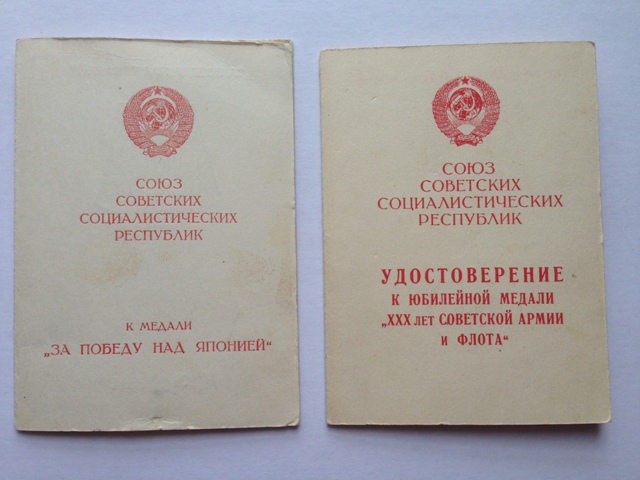 СОЮЗ
СОВЕТСКИХ
СОЦИАЛИСТИЧЕСКИХ
РЕСПУБЛИК
К МЕДАЛИ
„ЗА ПОБЕДУ НАД ЯПОНИЕЙ“
СОЮЗ
СОВЕТСКИХ
СОЦИАЛИСТИЧЕСКИХ
РЕСПУБЛИК
УДОСТОВЕРЕНИЕ
К ЮБИЛЕЙНОЙ МЕДАЛИ
„XXX ЛЕТ СОВЕТСКОЙ АРМИИ
И ФЛОТА“